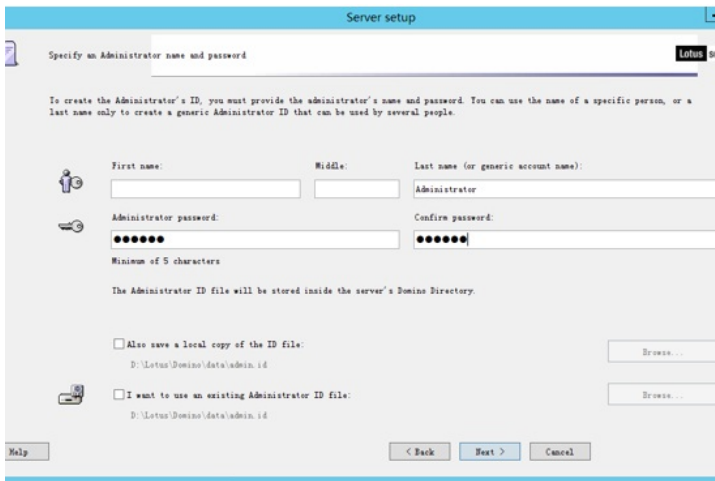 Server setup
Specify an Administrator name and password
Lotus
To create the Administrator's ID, you must provide the administrator's name and password. You can use the name of a specific person, or a
last name only to create a generic Administrator ID that can be used by several people.
First name: Middle: Last name (or generic account name):
Administrator
Administrator password: Confirm password:
●●●●●● ●●●●●●
Minimum of 5 characters
The Administrator ID file will be stored inside the server's Domino Directory.
Also save a local copy of the ID file:
Browse...
D:\Lotus\Domino\data\admin.id
I want to use an existing Administrator ID file:
Browse...
D:\Lotus\Domino\data\admin.id
Help < Back Next > Cancel